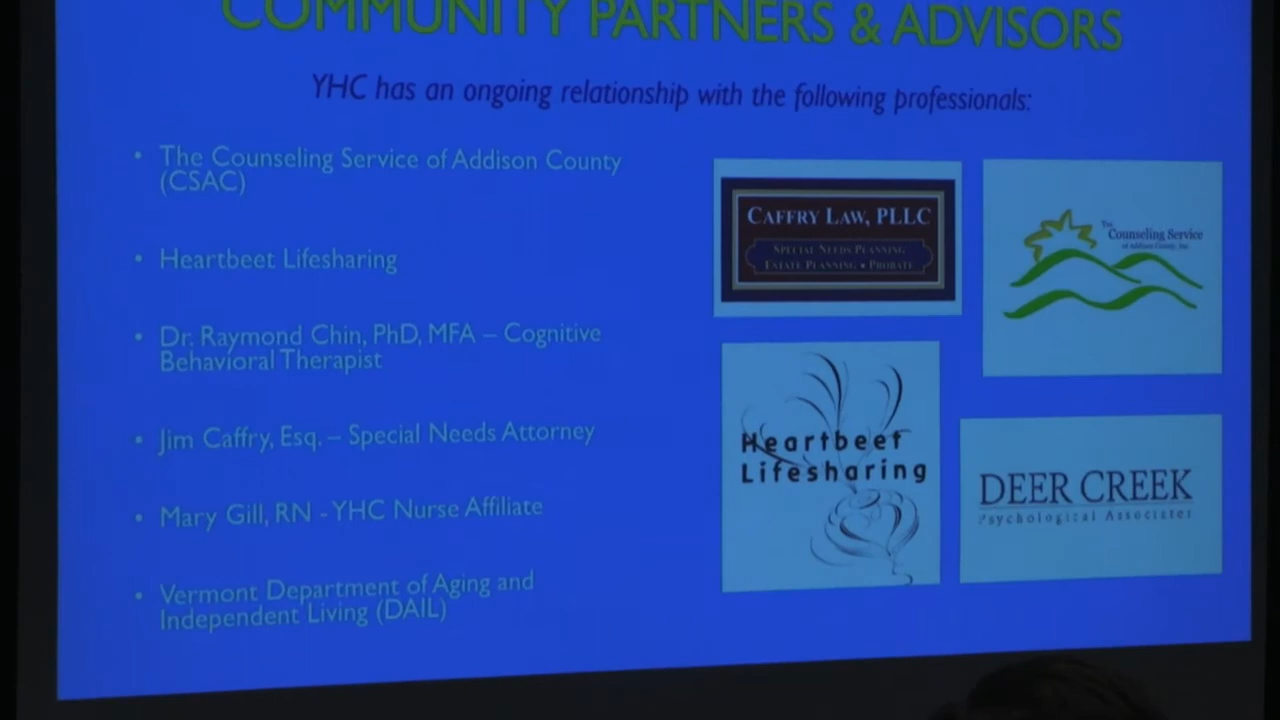 COMMUNITY PARTNERS & ADVISORS
YHC has an ongoing relationship with the following professionals:
• The Counseling Service of Addison County
(CSAC)
• Heartbeet Lifesharing
• Dr. Raymond Chin, PhD, MFA – Cognitive
Behavioral Therapist
• Jim Caffry, Esq. – Special Needs Attorney
• Mary Gill, RN - YHC Nurse Affiliate
• Vermont Department of Aging and
Independent Living (DAIL)
CAFFRY LAW, PLLC
SPECIAL NEEDS PLANNING
ESTATE PLANNING • PROBATE
The
Counseling Service
of Addison County, Inc.
Heartbeet
Lifesharing
DEER CREEK
Psychological Associates